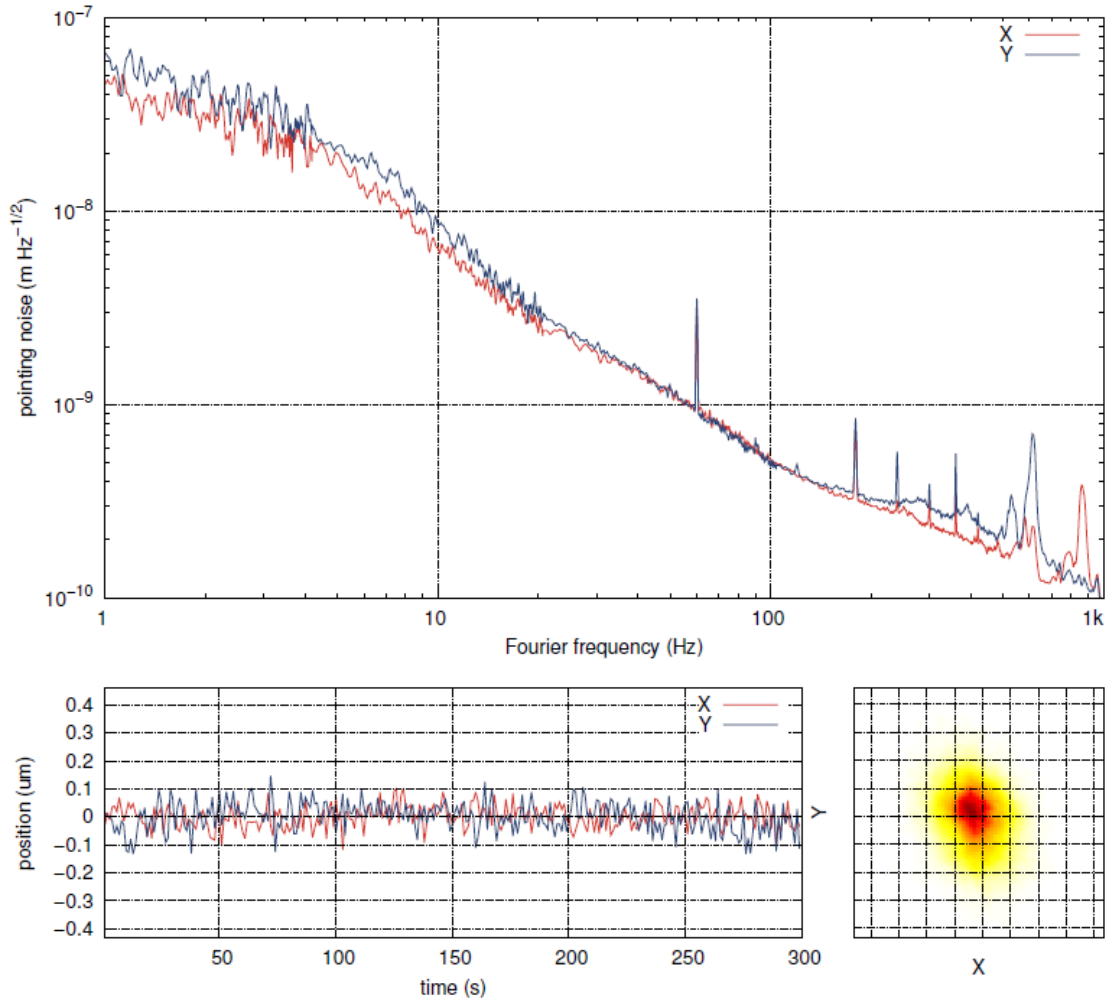 10−7
10−8
10−9
10−10
pointing noise (m Hz−1/2)
X
Y
1
10
100
1k
Fourier frequency (Hz)
0.4
0.3
0.2
0.1
0
−0.1
−0.2
−0.3
−0.4
position (um)
X
Y
50
100
150
200
250
300
time (s)
Y
X